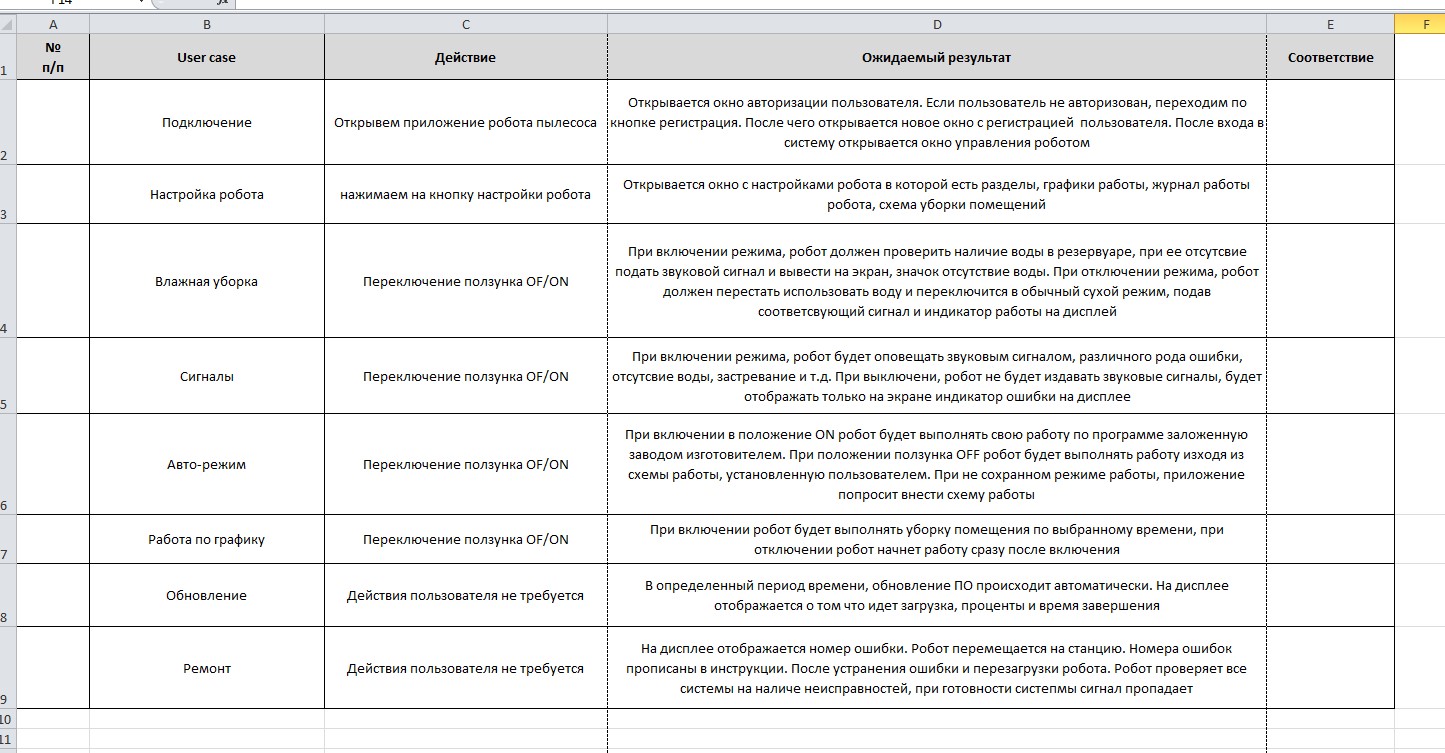 A B C D E F
1 № п/п User case Действие Ожидаемый результат Соответствие
2 Подключение
Открывем приложение робота пылесоса
Открывается окно авторизации пользователя. Если пользователь не авторизован, переходим по
кнопке регистрация. После чего открывается новое окно с регистрацией пользователя. После входа в
систему открывается окно управления роботом
3 Настройка робота
нажимаем на кнопку настройки робота
Открывается окно с настройками робота в которой есть разделы, графики работы, журнал работы
робота, схема уборки помещений
4 Влажная уборка
Переключение ползунка OF/ON
При включении режима, робот должен проверить наличие воды в резервуаре, при ее отсутсвие
подать звуковой сигнал и вывести на экран, значок отсутствие воды. При отключении режима, робот
должен перестать использовать воду и переключится в обычный сухой режим, подав
соответсвующий сигнал и индикатор работы на дисплей
5 Сигналы
Переключение ползунка OF/ON
При включении режима, робот будет оповещать звуковым сигналом, различного рода ошибки,
отсутсвие воды, застревание и т.д. При выключени, робот не будет издавать звуковые сигналы, будет
отображать только на экране индикатор ошибки на дисплее
6 Авто-режим
Переключение ползунка OF/ON
При включении в положение ON робот будет выполнять свою работу по программе заложенную
заводом изготовителем. При положении ползунка OFF робот будет выполнять работу изходя из
схемы работы, установленную пользователем. При не сохранном режиме работы, приложение
попросит внести схему работы
7 Работа по графику
Переключение ползунка OF/ON
При включении робот будет выполнять уборку помещения по выбранному времени, при
отключении робот начнет работу сразу после включения
8 Обновление
Действия пользователя не требуется
В определенный период времени, обновление ПО происходит автоматически. На дисплее
отображается о том что идет загрузка, проценты и время завершения
9 Ремонт
Действия пользователя не требуется
На дисплее отображается номер ошибки. Робот перемещается на станцию. Номера ошибок
прописаны в инструкции. После устранения ошибки и перезагрузки робота. Робот проверяет все
системы на наличе неисправностей, при готовности систепмы сигнал пропадает
10
11